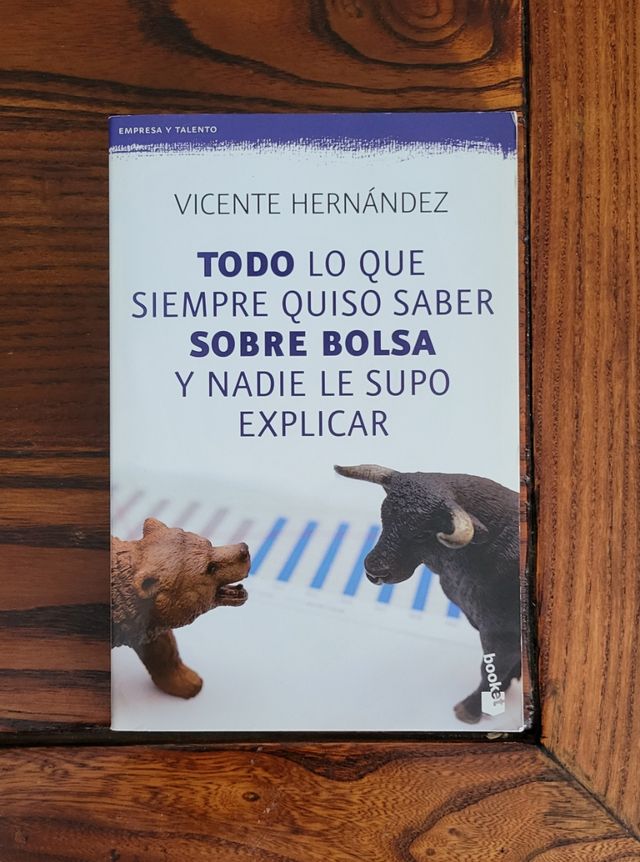 EMPRESA Y TALENTO
VICENTE HERNÁNDEZ
TODO LO QUE
SIEMPRE QUISO SABER
SOBRE BOLSA
Y NADIE LE SUPO
EXPLICAR
booket